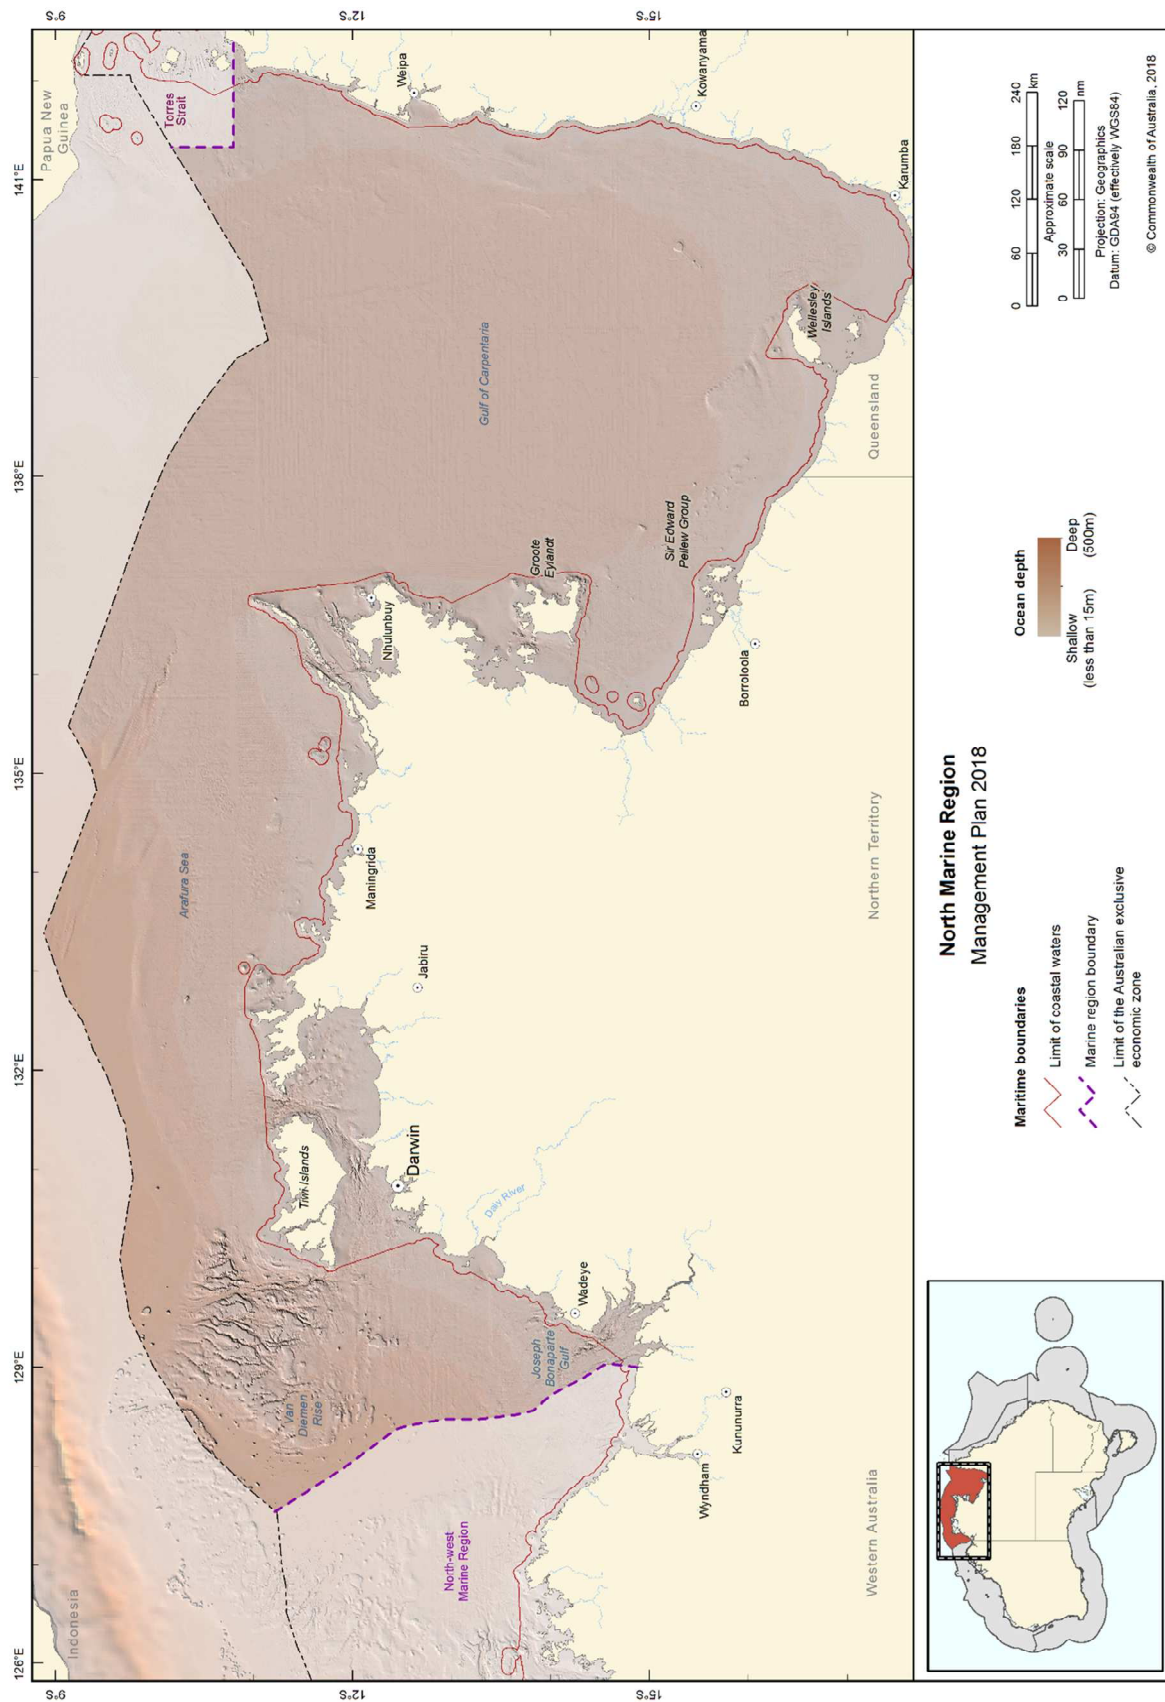 126°E
129°E
132°E
135°E
138°E
141°E
9°S
9°S
12°S
12°S
15°S
15°S
Indonesia
Papua New
Guinea
Torres
Strait
Arafura Sea
Van
Diemen
Rise
Tiwi Islands
North-west
Marine Region
Joseph
Bonaparte
Gulf
Darwin
Daly River
Wadeye
Wyndham
Kununurra
Jabiru
Maningrida
Nhulunbuy
Groote
Eylandt
Gulf of Carpentaria
Weipa
Sir Edward
Pellew Group
Borroloola
Wellesley
Islands
Karumba
Kowanyama
Western Australia
Northern Territory
Queensland
North Marine Region
Management Plan 2018
Maritime boundaries
Limit of coastal waters
Marine region boundary
Limit of the Australian exclusive
economic zone
Ocean depth
Shallow
(less than 15m)
Deep
(500m)
0 60 120 180 240
km
Approximate scale
0 30 60 90 120
nm
Projection: Geographics
Datum: GDA94 (effectively WGS84)
© Commonwealth of Australia, 2018